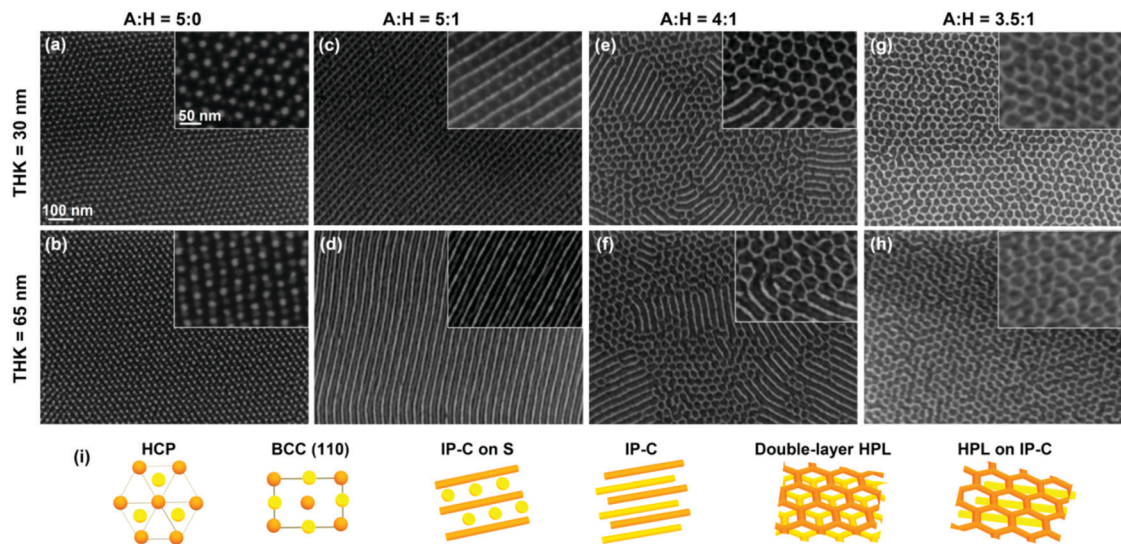 A:H = 5:0 A:H = 5:1 A:H = 4:1 A:H = 3.5:1
THK = 30 nm
(a) (c) (e) (g)
50 nm
100 nm
THK = 65 nm
(b) (d) (f) (h)
(i)
HCP BCC (110) IP-C on S IP-C Double-layer HPL HPL on IP-C